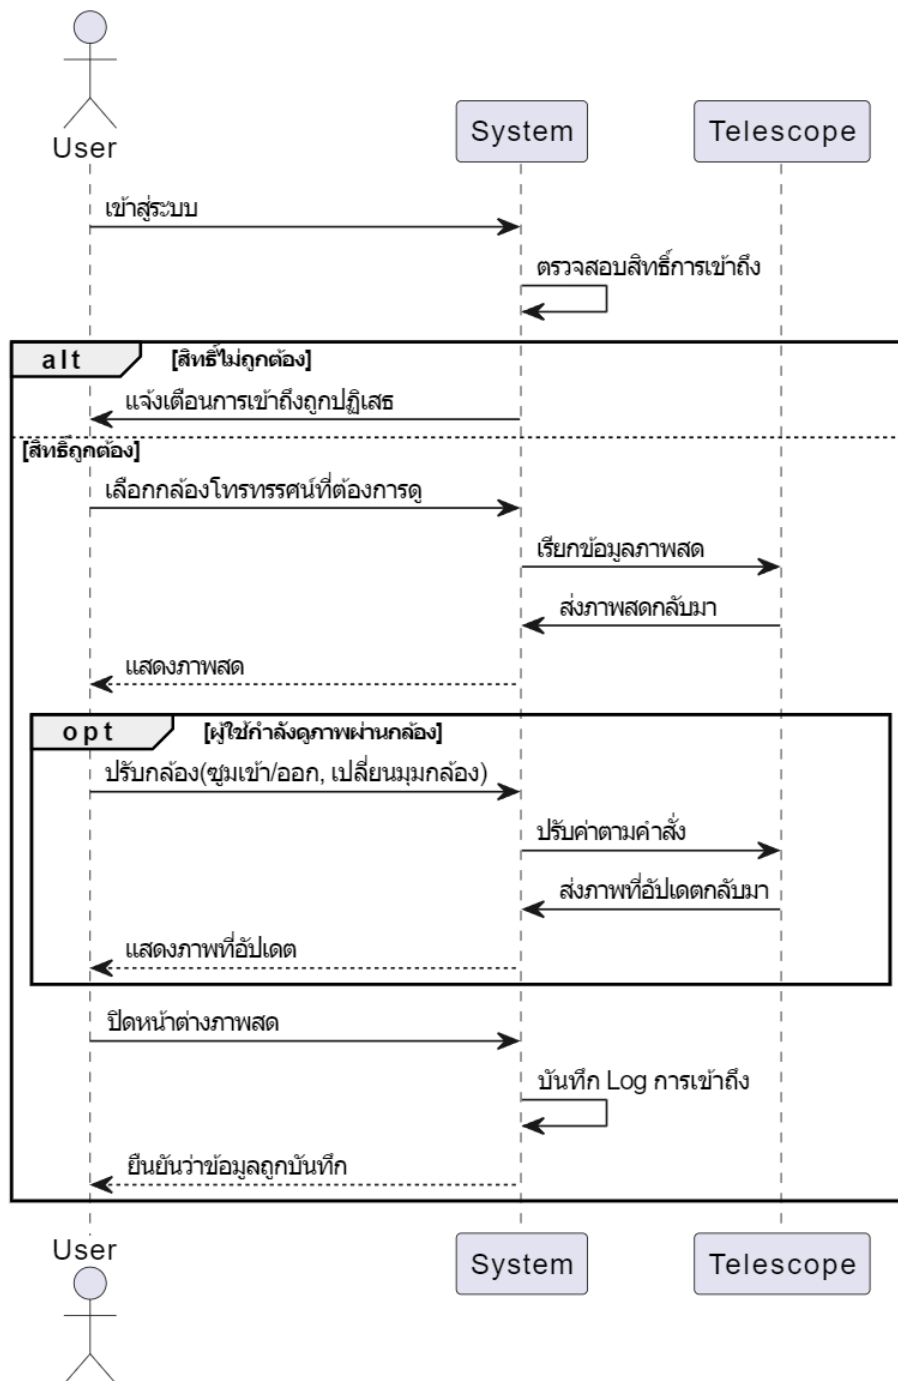 User
System
Telescope
เข้าสู่ระบบ
ตรวจสอบสิทธิ์การเข้าถึง
alt
[สิทธิ์ไม่ถูกต้อง]
แจ้งเตือนการเข้าถึงถูกปฏิเสธ
[สิทธิ์ถูกต้อง]
เลือกกล้องโทรทรรศน์ที่ต้องการดู
เรียกข้อมูลภาพสด
ส่งภาพสดกลับมา
แสดงภาพสด
opt
[ผู้ใช้กำลังดูภาพผ่านกล้อง]
ปรับกล้อง(ซูมเข้า/ออก, เปลี่ยนมุมกล้อง)
ปรับค่าตามคำสั่ง
ส่งภาพที่อัปเดตกลับมา
แสดงภาพที่อัปเดต
ปิดหน้าต่างภาพสด
บันทึก Log การเข้าถึง
ยืนยันว่าข้อมูลถูกบันทึก
User
System
Telescope